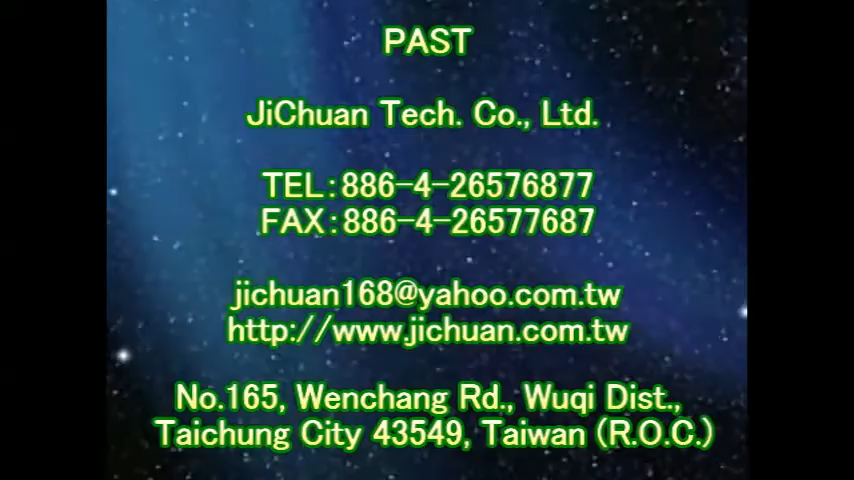 PAST
JiChuan Tech. Co., Ltd.
TEL:886-4-26576877
FAX:886-4-26577687
jichuan168@yahoo.com.tw
http://www.jichuan.com.tw
No.165, Wenchang Rd., Wuqi Dist.,
Taichung City 43549, Taiwan (R.O.C.)